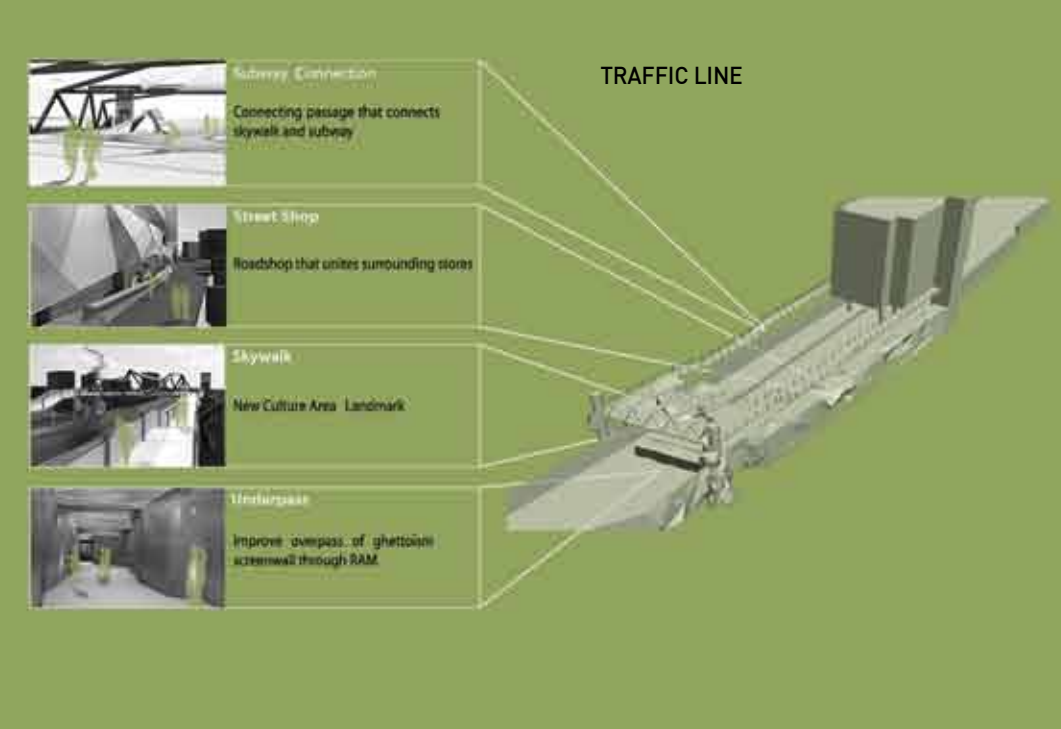 TRAFFIC LINE
Subway Connection
Connecting passage that connects
skywalk and subway
Street Shop
Roadshop that unites surrounding stores
Skywalk
New Culture Area Landmark
Underpass
Improve overpass of ghettoism
screenwall through RAM